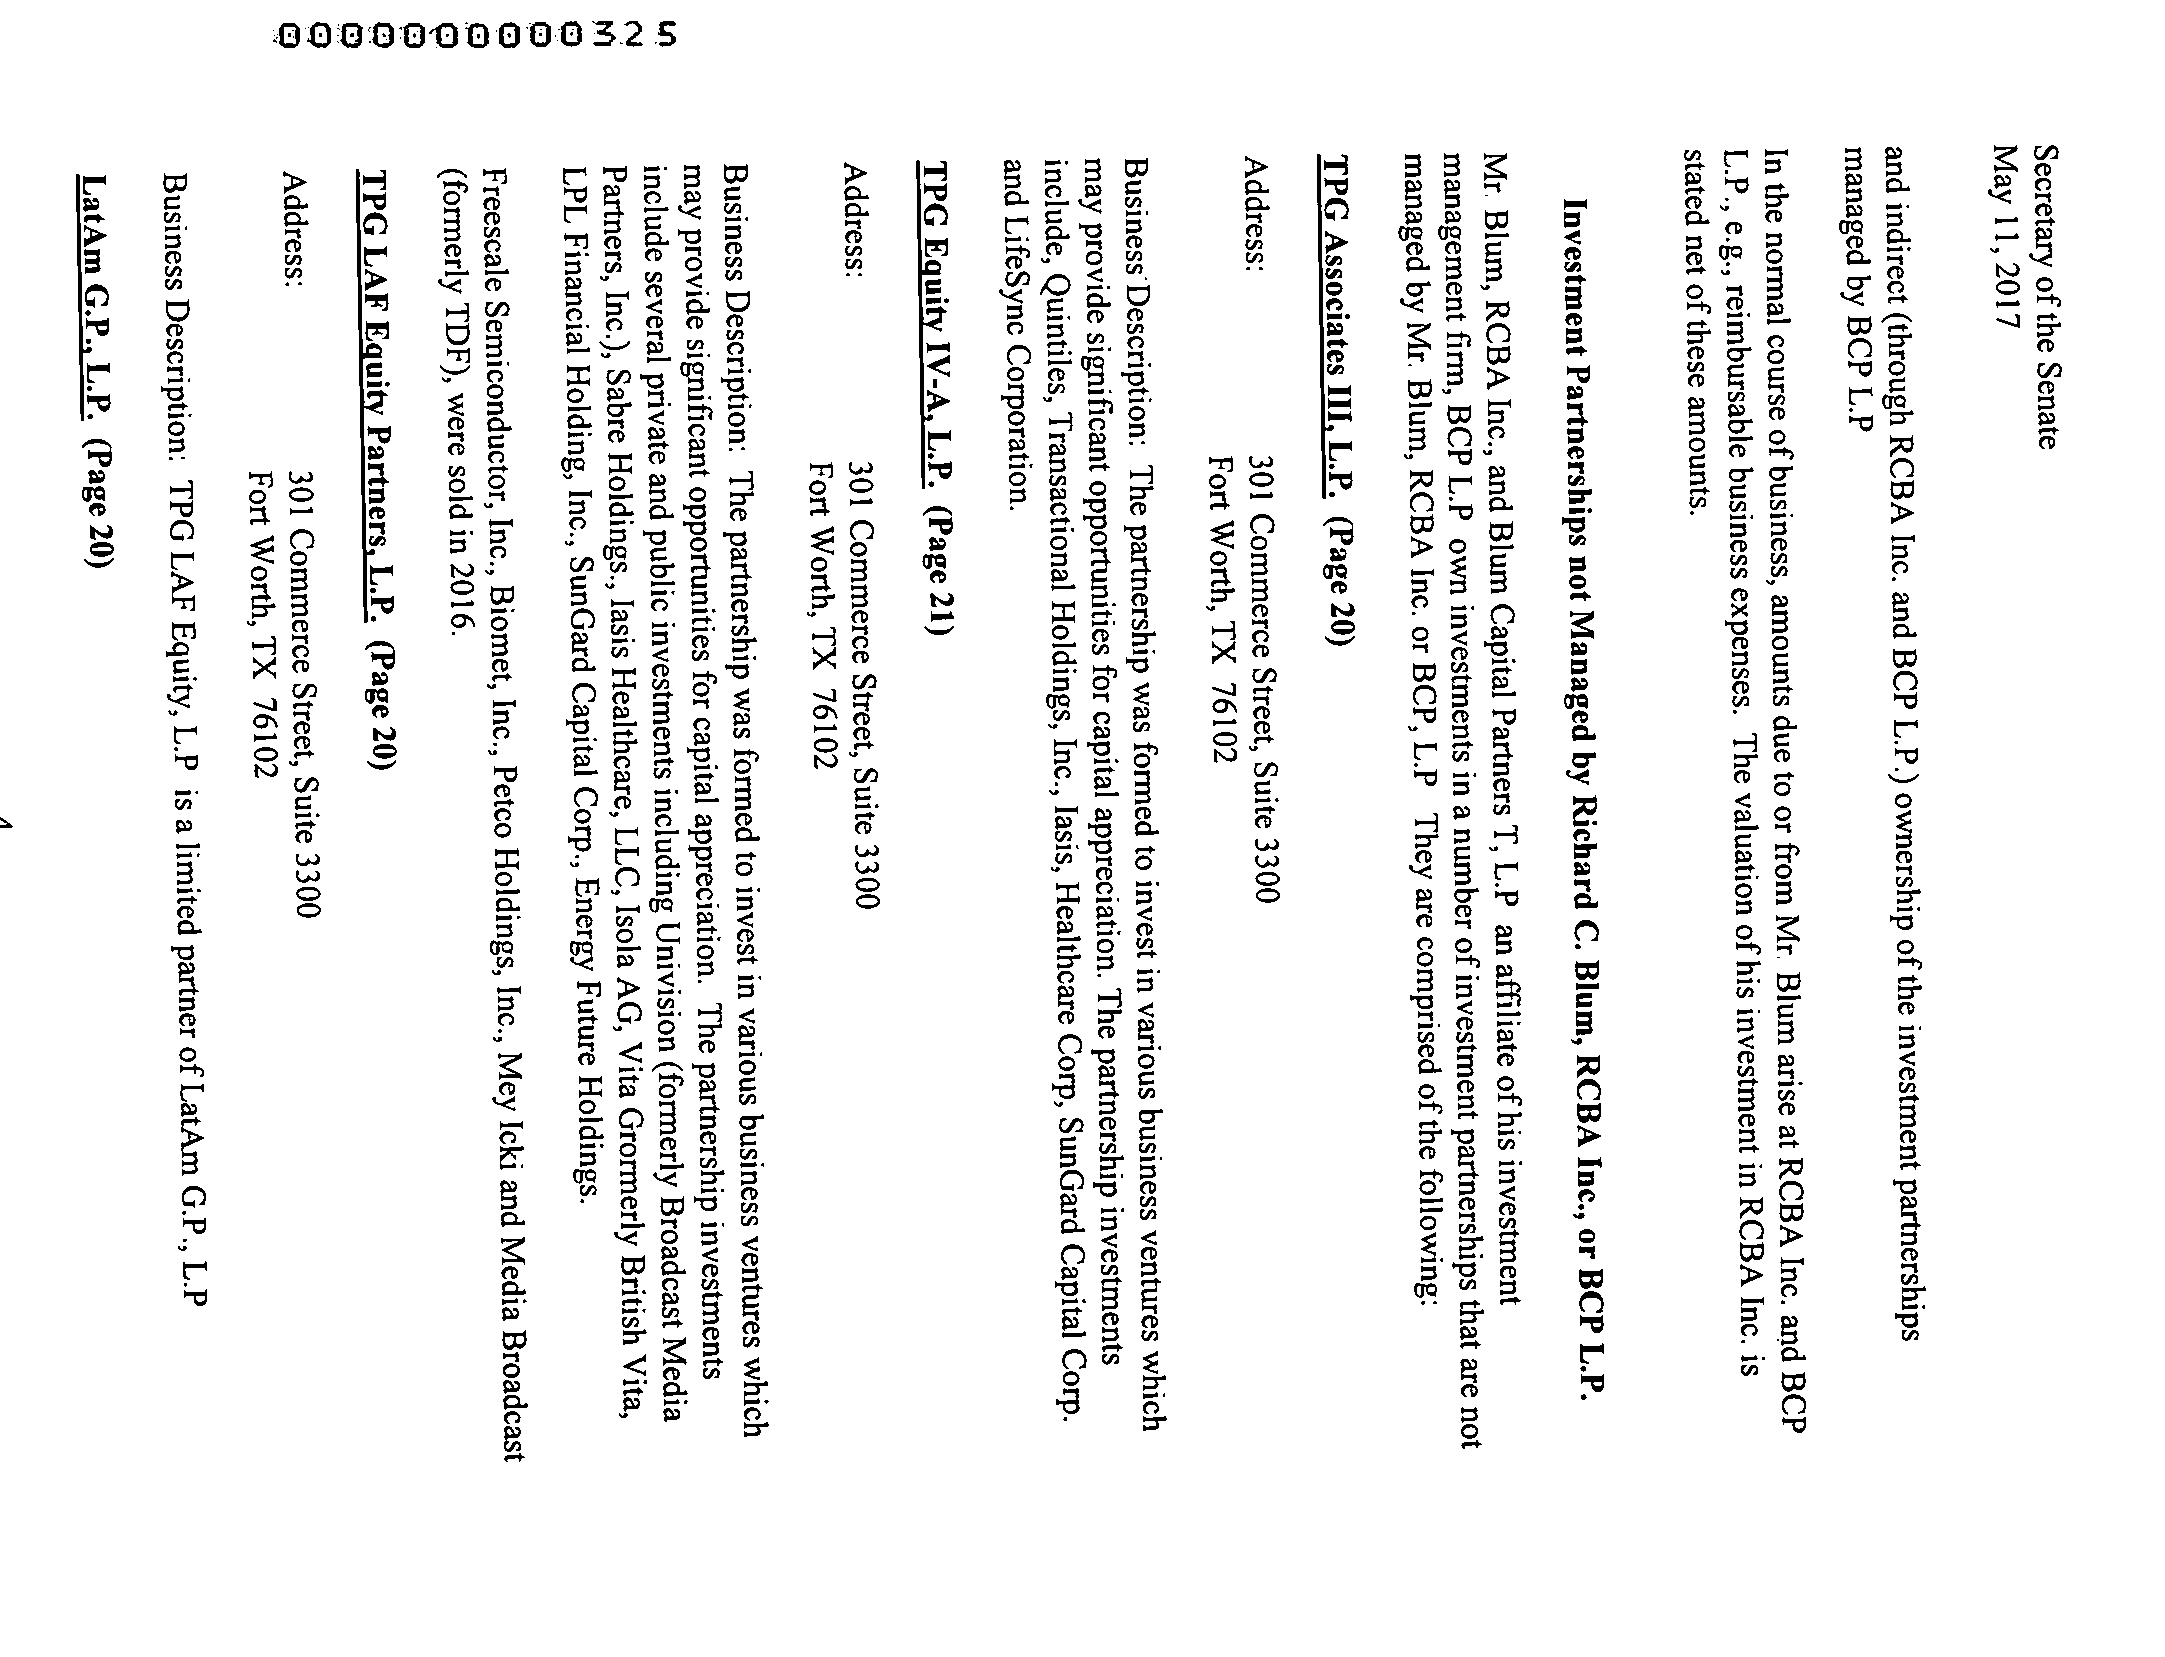 Secretary of the Senate
May 11, 2017
and indirect (through RCBA Inc. and BCP L.P.) ownership of the investment partnerships
managed by BCP L.P
In the normal course of business, amounts due to or from Mr. Blum arise at RCBA Inc. and BCP
L.P., e.g., reimbursable business expenses. The valuation of his investment in RCBA Inc. is
stated net of these amounts.
Investment Partnerships not Managed by Richard C. Blum, RCBA Inc., or BCP L.P.
Mr. Blum, RCBA Inc., and Blum Capital Partners T, L.P an affiliate of his investment
management firm, BCP L.P own investments in a number of investment partnerships that are not
managed by Mr. Blum, RCBA Inc. or BCP, L.P They are comprised of the following:
TPG Associates III, L.P. (Page 20)
Address: 301 Commerce Street, Suite 3300
Fort Worth, TX 76102
Business Description: The partnership was formed to invest in various business ventures which
may provide significant opportunities for capital appreciation. The partnership investments
include, Quintiles, Transactional Holdings, Inc., Iasis, Healthcare Corp, SunGard Capital Corp.
and LifeSync Corporation.
TPG Equity IV-A, L.P. (Page 21)
Address: 301 Commerce Street, Suite 3300
Fort Worth, TX 76102
Business Description: The partnership was formed to invest in various business ventures which
may provide significant opportunities for capital appreciation. The partnership investments
include several private and public investments including Univision (formerly Broadcast Media
Partners, Inc.), Sabre Holdings., Iasis Healthcare, LLC, Isola AG, Vita Grormerly British Vita,
LPL Financial Holding, Inc., SunGard Capital Corp., Energy Future Holdings.
Freescale Semiconductor, Inc., Biomet, Inc., Petco Holdings, Inc., Mey Icki and Media Broadcast
(formerly TDF), were sold in 2016.
TPG LAF Equity Partners, L.P. (Page 20)
Address: 301 Commerce Street, Suite 3300
Fort Worth, TX 76102
Business Description: TPG LAF Equity, L.P is a limited partner of LatAm G.P., L.P
LatAm G.P., L.P. (Page 20)
0000000000325